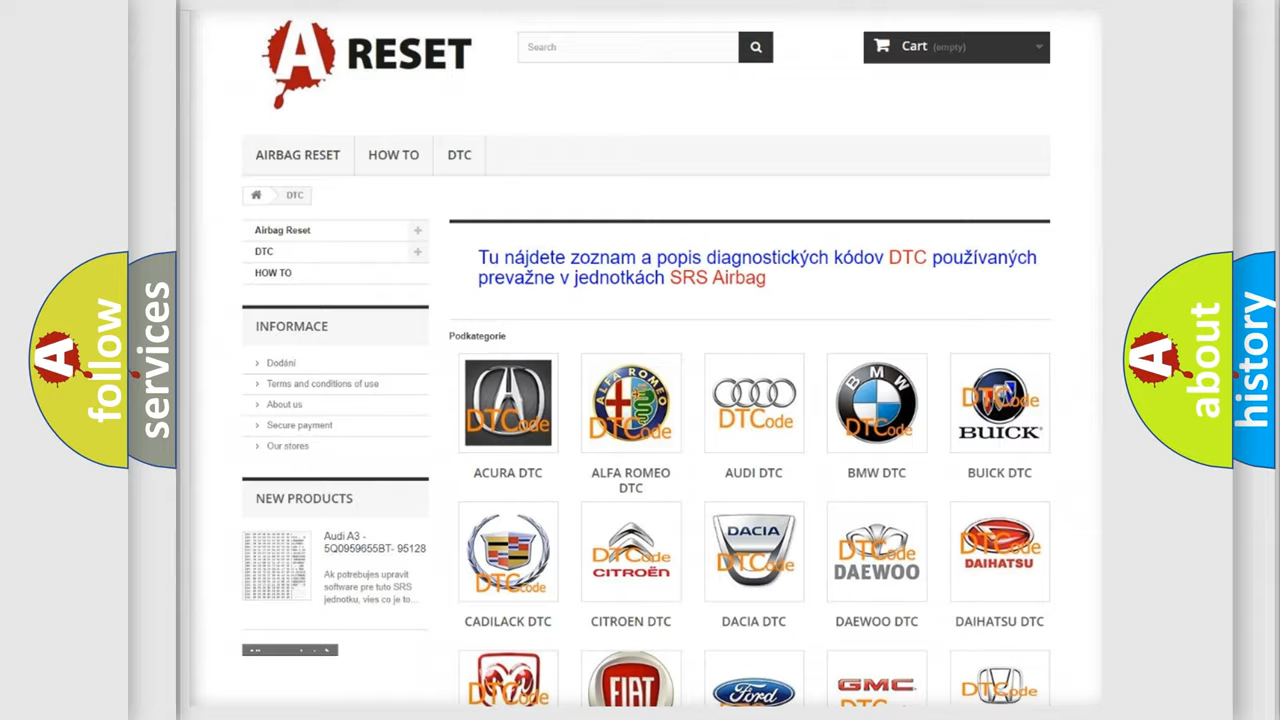 A RESET
Search
Cart (empty)
AIRBAG RESET
HOW TO
DTC
DTC
Airbag Reset
DTC
HOW TO
INFORMACE
Dodání
Terms and conditions of use
About us
Secure payment
Our stores
NEW PRODUCTS
Audi A3 -
5Q0959655BT- 95128
Ak potrebujes upravit
software pre tuto SRS
jednotku, vies co je to...
Tu nájdete zoznam a popis diagnostických kódov DTC používaných
prevažne v jednotkách SRS Airbag
Podkategorie
DTCode
ALFA ROMEO
DTCode
DTCode
BMW
DTCode
DTCode
BUICK
ACURA DTC
ALFA ROMEO
DTC
AUDI DTC
BMW DTC
BUICK DTC
DTCode
DTCode
CITROËN
DACIA
DTCode
DTCode
DAEWOO
DTCode
DAIHATSU
CADILACK DTC
CITROEN DTC
DACIA DTC
DAEWOO DTC
DAIHATSU DTC
DTCode
FIAT
Ford
GMC
DTCode
A follow
services
A about
history